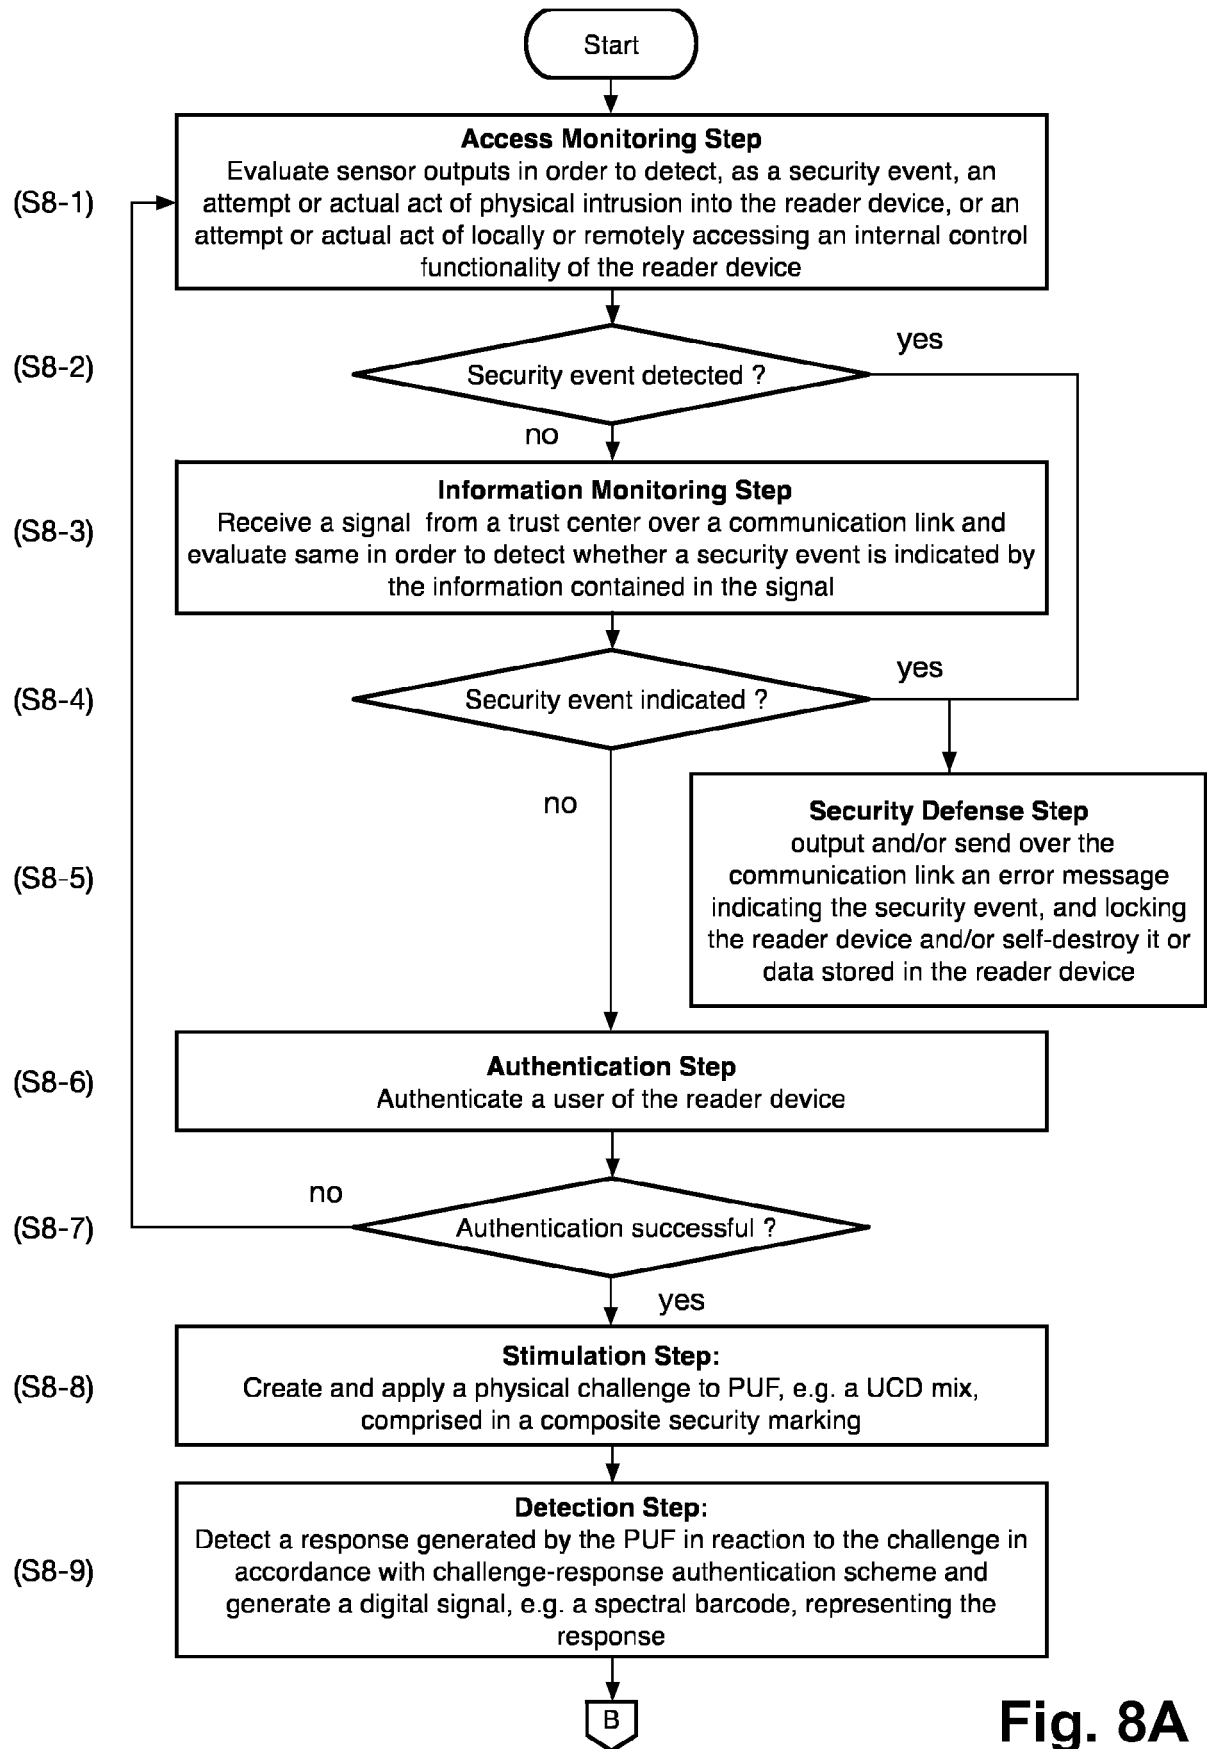 Start
Access Monitoring Step
(S8-1)
Evaluate sensor outputs in order to detect, as a security event, an
attempt or actual act of physical intrusion into the reader device, or an
attempt or actual act of locally or remotely accessing an internal control
functionality of the reader device
(S8-2)
Security event detected ?
yes
no
Information Monitoring Step
(S8-3)
Receive a signal from a trust center over a communication link and
evaluate same in order to detect whether a security event is indicated by
the information contained in the signal
(S8-4)
Security event indicated ?
yes
no
(S8-5)
Security Defense Step
output and/or send over the
communication link an error message
indicating the security event, and locking
the reader device and/or self-destroy it or
data stored in the reader device
(S8-6)
Authentication Step
Authenticate a user of the reader device
no
(S8-7)
Authentication successful ?
yes
(S8-8)
Stimulation Step:
Create and apply a physical challenge to PUF, e.g. a UCD mix,
comprised in a composite security marking
(S8-9)
Detection Step:
Detect a response generated by the PUF in reaction to the challenge in
accordance with challenge-response authentication scheme and
generate a digital signal, e.g. a spectral barcode, representing the
response
B
Fig. 8A